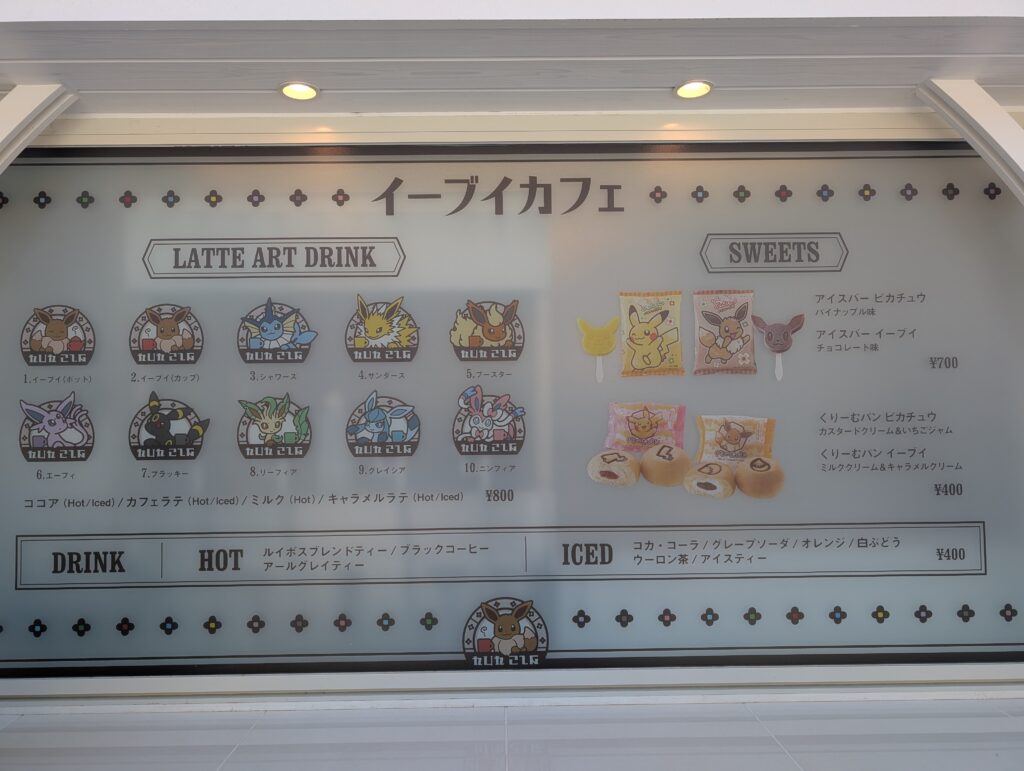 イーブイカフェ
LATTE ART DRINK
1.イーブイ(ポット)
2.イーブイ(カップ)
3.シャワーズ
4.サンダース
5.ブースター
6.エーフィ
7.ブラッキー
8.リーフィア
9.グレイシア
10.ニンフィア
ココア (Hot/Iced) / カフェラテ (Hot/Iced) / ミルク (Hot) / キャラメルラテ (Hot/Iced) ¥800
SWEETS
アイスバー ピカチュウ
パイナップル味
アイスバー イーブイ
チョコレート味
¥700
くりーむパン ピカチュウ
カスタードクリーム&いちごジャム
くりーむパン イーブイ
ミルククリーム&キャラメルクリーム
¥400
DRINK
HOT
ルイボスブレンドティー / ブラックコーヒー
アールグレイティー
ICED
コカ・コーラ / グレープソーダ / オレンジ / 白ぶどう
ウーロン茶 / アイスティー
¥400